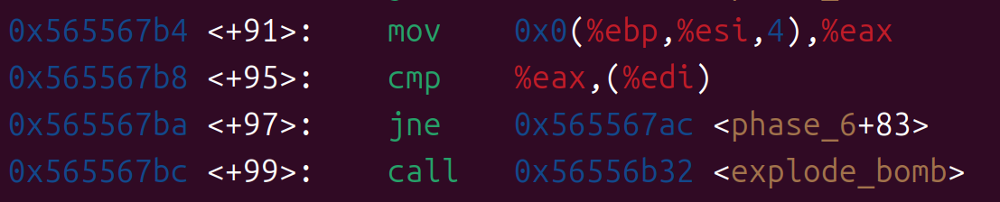 0x565567b4 <+91>: mov 0x0(%ebp,%esi,4),%eax
0x565567b8 <+95>: cmp %eax,(%edi)
0x565567ba <+97>: jne 0x565567ac <phase_6+83>
0x565567bc <+99>: call 0x56556b32 <explode_bomb>